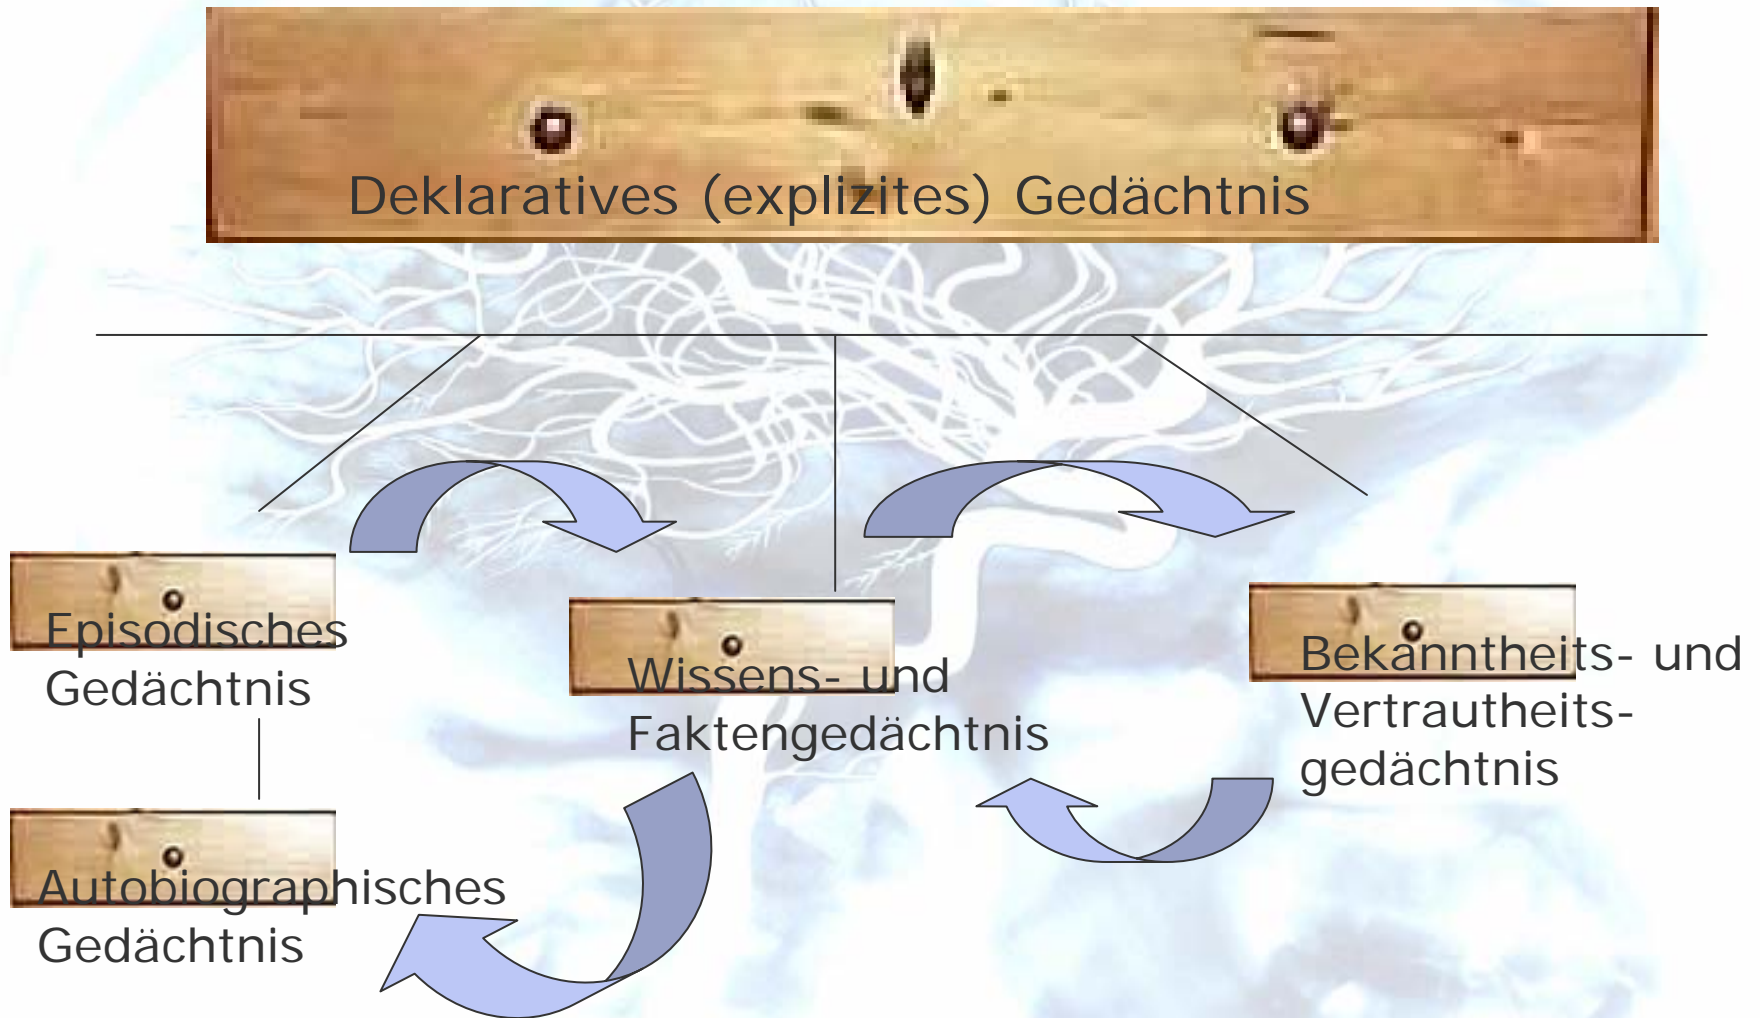 Deklaratives (explizites) Gedächtnis
Episodisches
Gedächtnis
Wissens- und
Faktengedächtnis
Bekanntheits- und
Vertrautheits-
gedächtnis
Autobiographisches
Gedächtnis